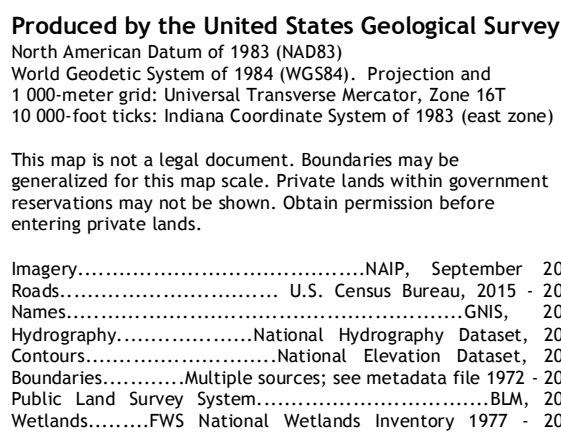 Produced by the United States Geological Survey
North American Datum of 1983 (NAD83)
World Geodetic System of 1984 (WGS84). Projection and
1 000-meter grid: Universal Transverse Mercator, Zone 16T
10 000-foot ticks: Indiana Coordinate System of 1983 (east zone)
This map is not a legal document. Boundaries may be
generalized for this map scale. Private lands within government
reservations may not be shown. Obtain permission before
entering private lands.
Imagery..........................................NAIP, September 20
Roads................................ U.S. Census Bureau, 2015 - 20
Names...........................................................GNIS, 20
Hydrography....................National Hydrography Dataset, 20
Contours............................National Elevation Dataset, 20
Boundaries............Multiple sources; see metadata file 1972 - 20
Public Land Survey System..................................BLM, 20
Wetlands.........FWS National Wetlands Inventory 1977 - 20